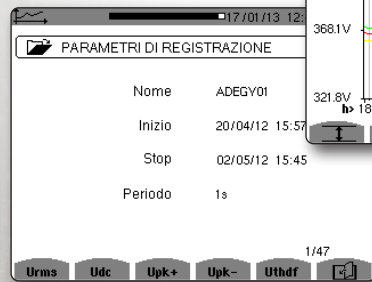 17/01/13 12:
PARAMETRI DI REGISTRAZIONE
Nome ADEGY01
Inizio 20/04/12 15:57
Stop 02/05/12 15:45
Periodo 1s
1/47
Urms Udc Upk+ Upk- Uthdf
368.1V
321.8V
h> 18